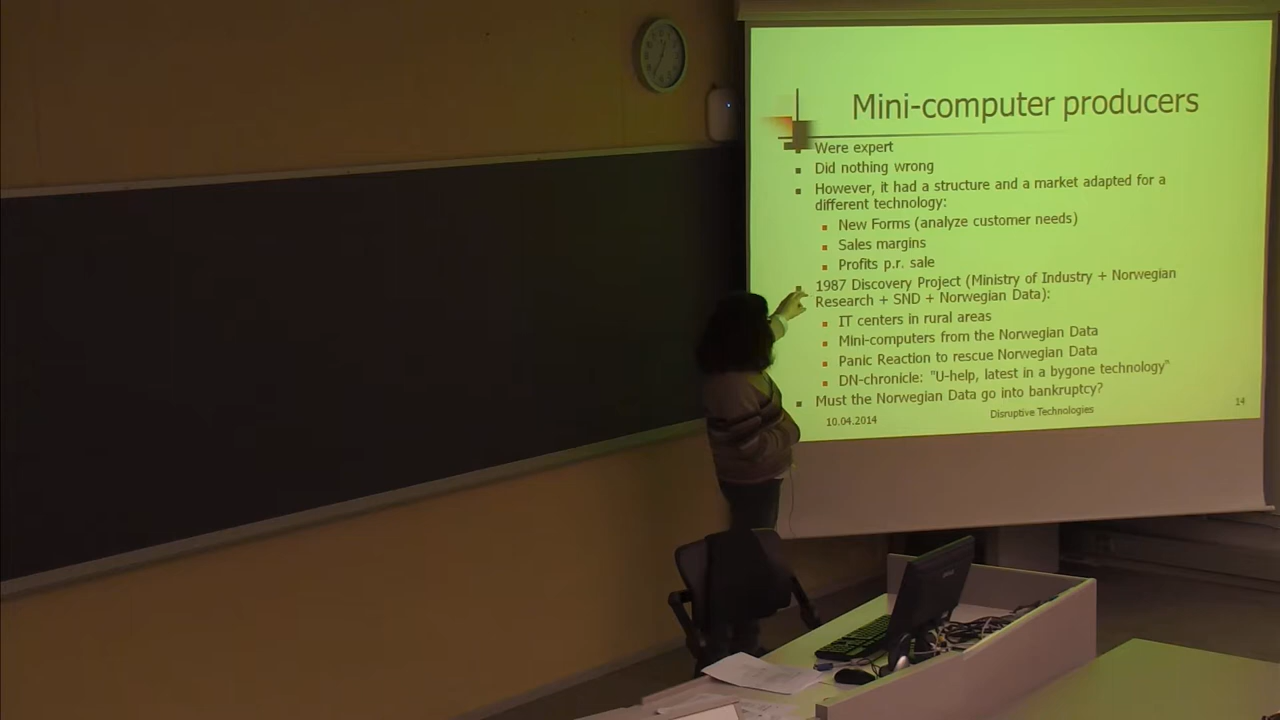 Mini-computer producers
Were expert
Did nothing wrong
However, it had a structure and a market adapted for a
different technology:
New Forms (analyze customer needs)
Sales margins
Profits p.r. sale
1987 Discovery Project (Ministry of Industry + Norwegian
Research + SND + Norwegian Data):
IT centers in rural areas
Mini-computers from the Norwegian Data
Panic Reaction to rescue Norwegian Data
DN-chronicle: "U-help, latest in a bygone technology"
Must the Norwegian Data go into bankruptcy?
10.04.2014
Disruptive Technologies
14